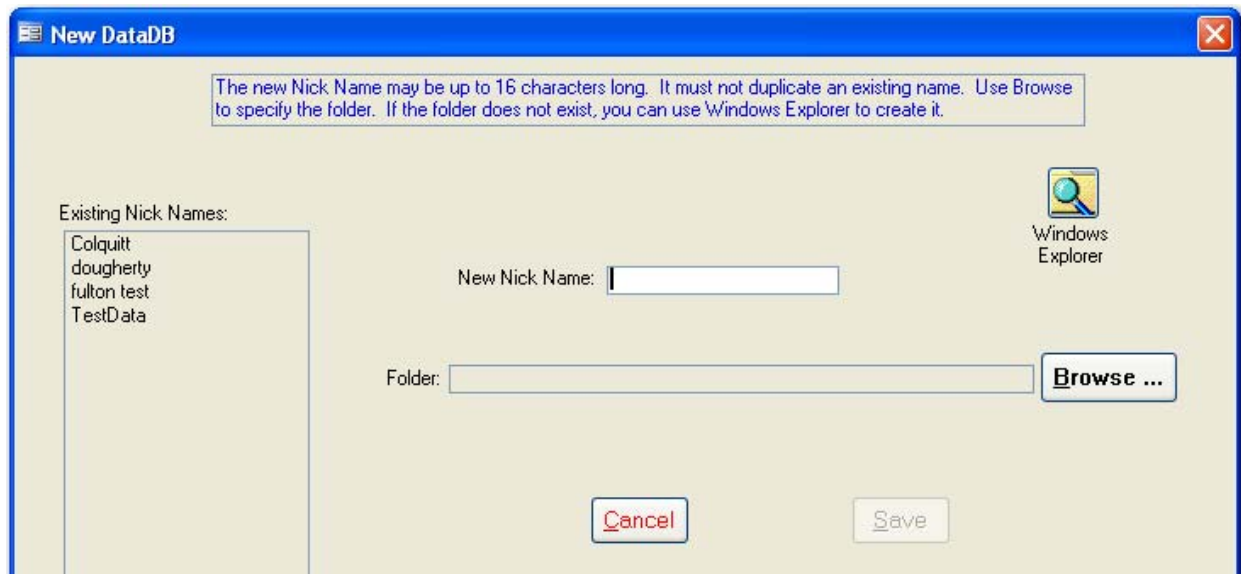 New DataDB
The new Nick Name may be up to 16 characters long.  It must not duplicate an existing name.  Use Browse
to specify the folder.  If the folder does not exist, you can use Windows Explorer to create it.
Windows
Explorer
Existing Nick Names:
Colquitt
dougherty
fulton test
TestData
New Nick Name:
Folder:
Browse ...
Cancel
Save